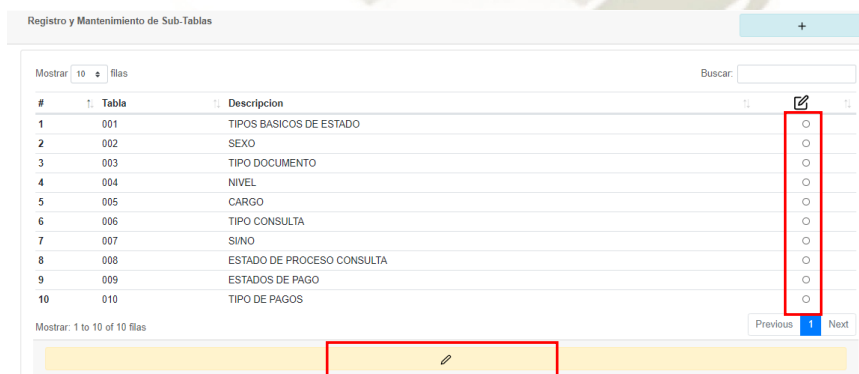 Registro y Mantenimiento de Sub-Tablas +
Mostrar 10 filas Buscar:
# Tabla Descripcion
1 001 TIPOS BASICOS DE ESTADO
2 002 SEXO
3 003 TIPO DOCUMENTO
4 004 NIVEL
5 005 CARGO
6 006 TIPO CONSULTA
7 007 SI/NO
8 008 ESTADO DE PROCESO CONSULTA
9 009 ESTADOS DE PAGO
10 010 TIPO DE PAGOS
Mostrar: 1 to 10 of 10 filas Previous 1 Next